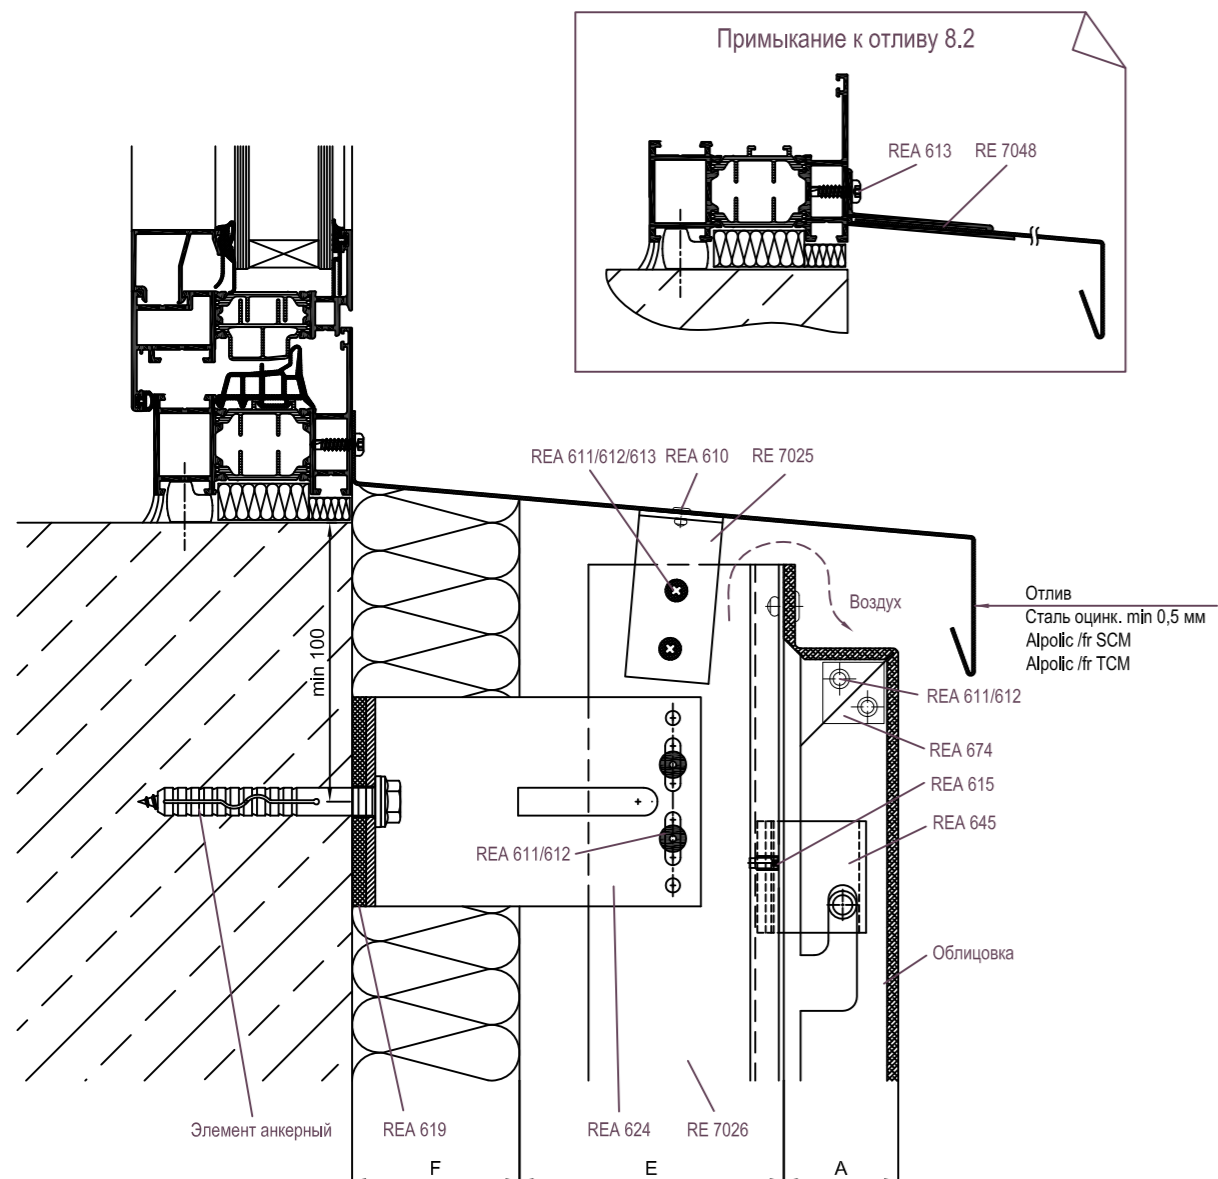 Примыкание к отливу 8.2
REA 613
RE 7048
REA 611/612/613
REA 610
RE 7025
Воздух
Отлив
Сталь оцинк. min 0,5 мм
Alpolic /fr SCM
Alpolic /fr TCM
min 100
REA 611/612
REA 674
REA 615
REA 645
REA 611/612
Облицовка
Элемент анкерный
REA 619
REA 624
RE 7026
F
E
A